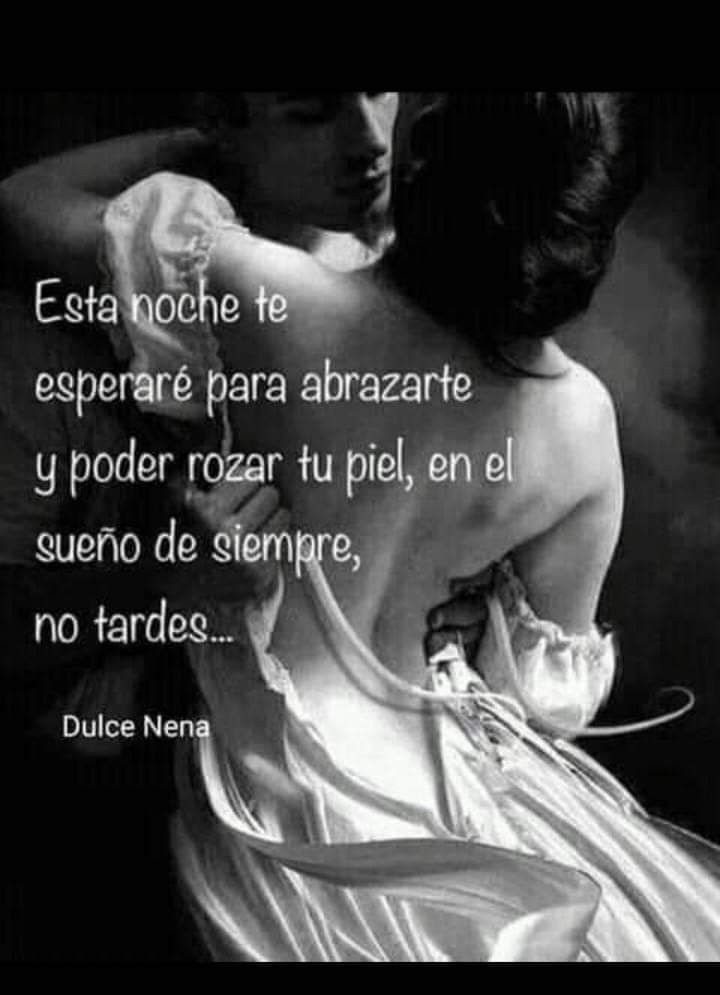 Esta noche te
esperaré para abrazarte
y poder rozar tu piel, en el
sueño de siempre,
no tardes...
Dulce Nena